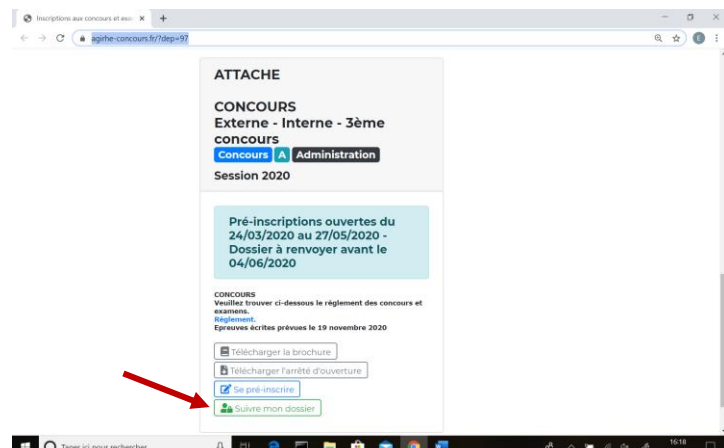 Inscriptions aux concours et exa
agirhe-concours.fr/?dep=97
E
ATTACHE
CONCOURS
Externe - Interne - 3ème
concours
Concours A Administration
Session 2020
Pré-inscriptions ouvertes du
24/03/2020 au 27/05/2020 -
Dossier à renvoyer avant le
04/06/2020
CONCOURS
Veuillez trouver ci-dessous le règlement des concours et
examens.
Règlement.
Epreuves écrites prévues le 19 novembre 2020
Télécharger la brochure
Télécharger l'arrêté d'ouverture
Se pré-inscrire
Suivre mon dossier
Taper ici pour rechercher
16:18